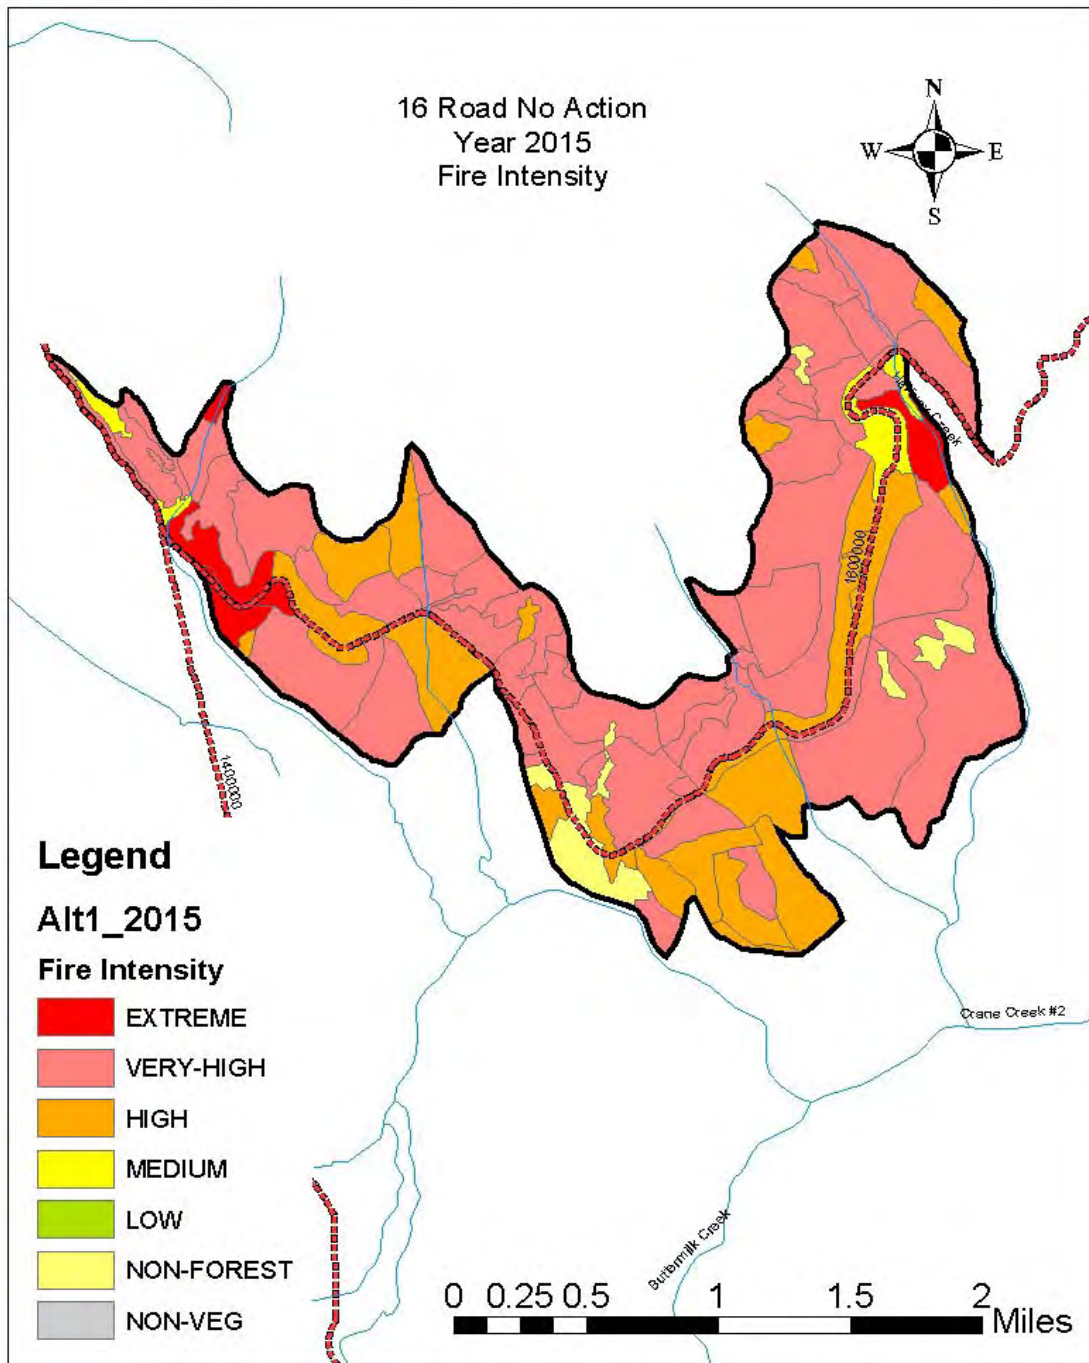 16 Road No Action
Year 2015
Fire Intensity
N
W E
S
Creek
1600000
1400000
Legend
Alt1_2015
Fire Intensity
EXTREME
VERY-HIGH
HIGH
MEDIUM
LOW
NON-FOREST
NON-VEG
Crane Creek #2
Buttermilk Creek
0 0.25 0.5 1 1.5 2
Miles